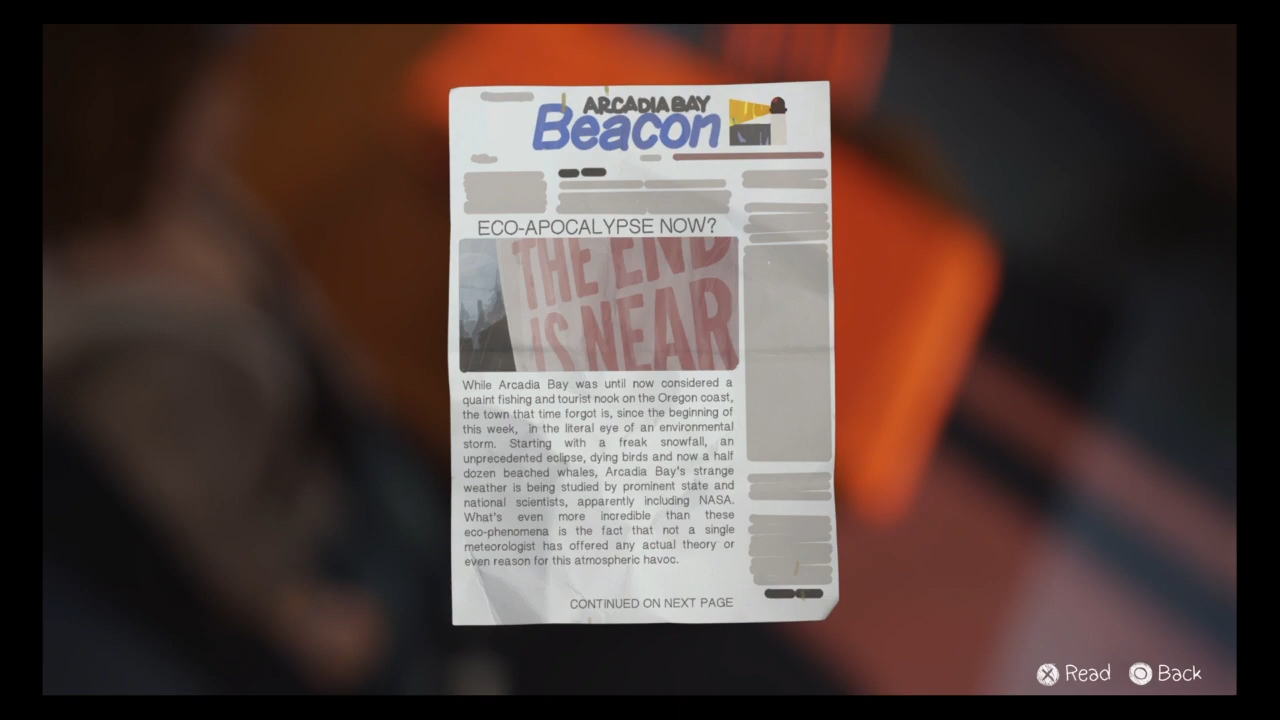 ARCADIA BAY
Beacon
ECO-APOCALYPSE NOW?
THE END
IS NEAR
While Arcadia Bay was until now considered a
quaint fishing and tourist nook on the Oregon coast,
the town that time forgot is, since the beginning of
this week, in the literal eye of an environmental
storm. Starting with a freak snowfall, an
unprecedented eclipse, dying birds and now a half
dozen beached whales, Arcadia Bay's strange
weather is being studied by prominent state and
national scientists, apparently including NASA.
What's even more incredible than these
eco-phenomena is the fact that not a single
meteorologist has offered any actual theory or
even reason for this atmospheric havoc.
CONTINUED ON NEXT PAGE
Read Back